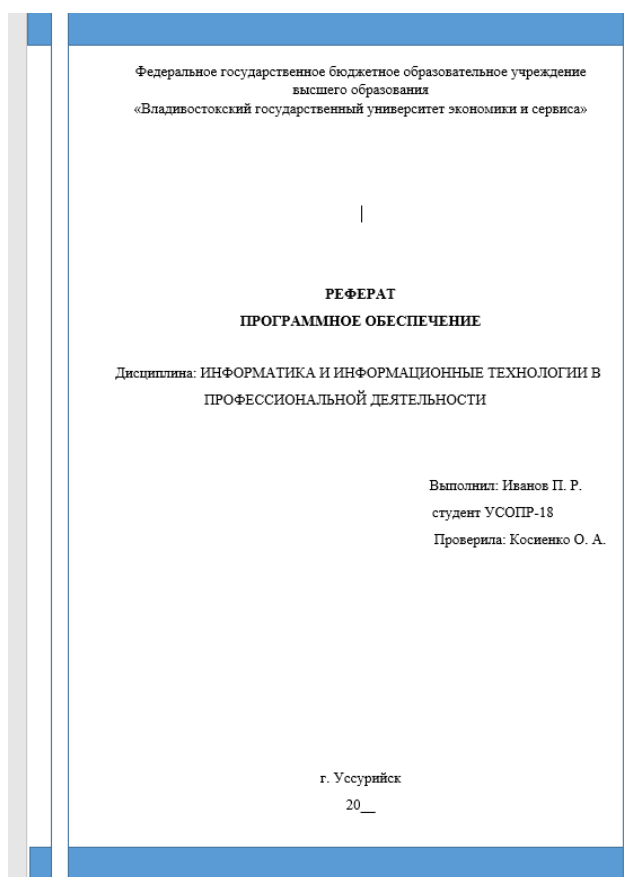 Федеральное государственное бюджетное образовательное учреждение
высшего образования
«Владивостокский государственный университет экономики и сервиса»
РЕФЕРАТ
ПРОГРАММНОЕ ОБЕСПЕЧЕНИЕ
Дисциплина: ИНФОРМАТИКА И ИНФОРМАЦИОННЫЕ ТЕХНОЛОГИИ В
ПРОФЕССИОНАЛЬНОЙ ДЕЯТЕЛЬНОСТИ
Выполнил: Иванов П. Р.
студент УСОПР-18
Проверила: Косиенко О. А.
г. Уссурийск
20__